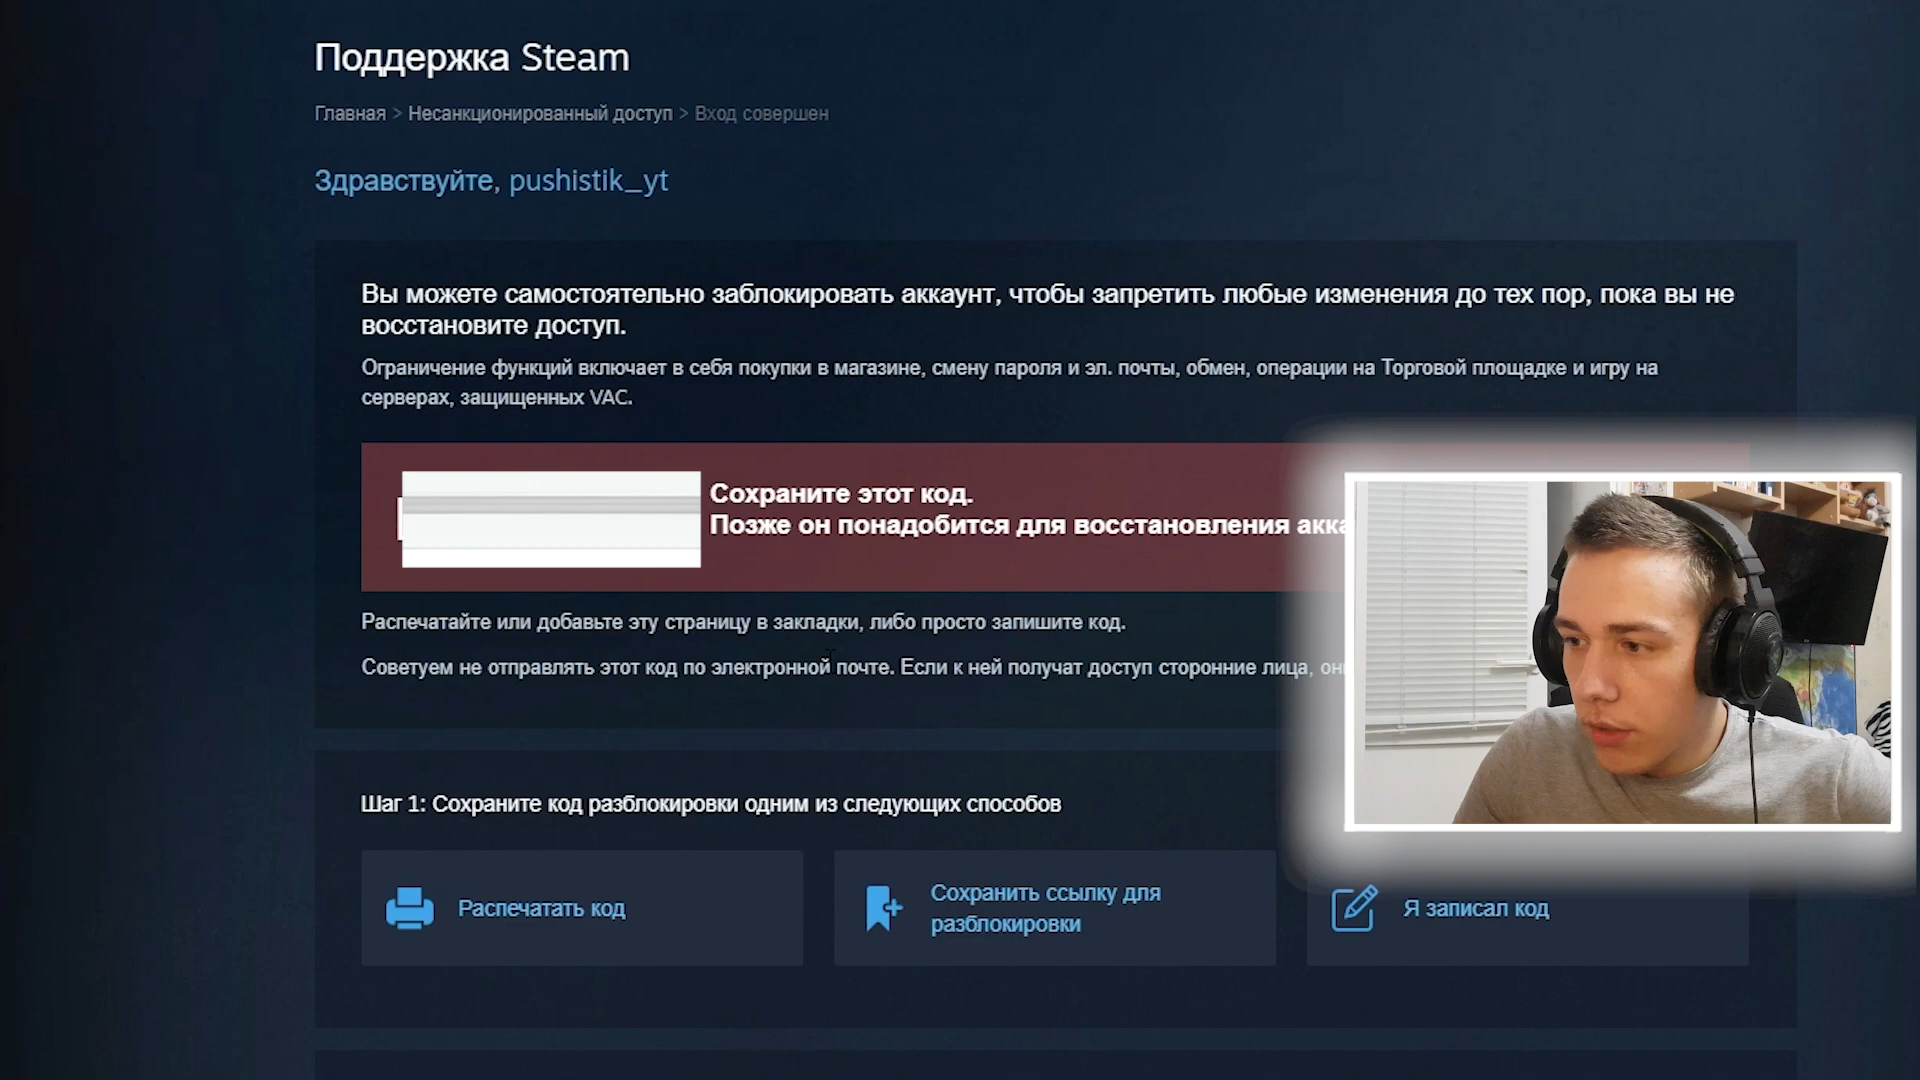 Поддержка Steam
Главная > Несанкционированный доступ > Вход совершен
Здравствуйте, pushistik_yt
Вы можете самостоятельно заблокировать аккаунт, чтобы запретить любые изменения до тех пор, пока вы не
восстановите доступ.
Ограничение функций включает в себя покупки в магазине, смену пароля и эл. почты, обмен, операции на Торговой площадке и игру на
серверах, защищенных VAC.
Сохраните этот код.
Позже он понадобится для восстановления акка
Распечатайте или добавьте эту страницу в закладки, либо просто запишите код.
Советуем не отправлять этот код по электронной почте. Если к ней получат доступ сторонние лица, они
Шаг 1: Сохраните код разблокировки одним из следующих способов
Распечатать код
Сохранить ссылку для
разблокировки
Я записал код